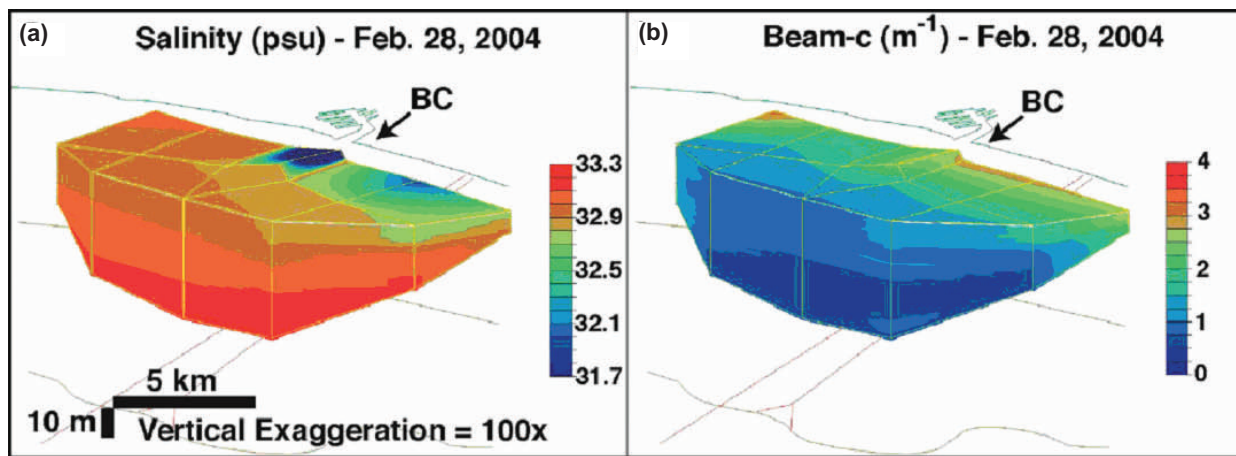 (a)
Salinity (psu) - Feb. 28, 2004
BC
33.3
32.9
32.5
32.1
31.7
5 km
10 m
Vertical Exaggeration = 100x
(b)
Beam-c (m⁻¹) - Feb. 28, 2004
BC
4
3
2
1
0